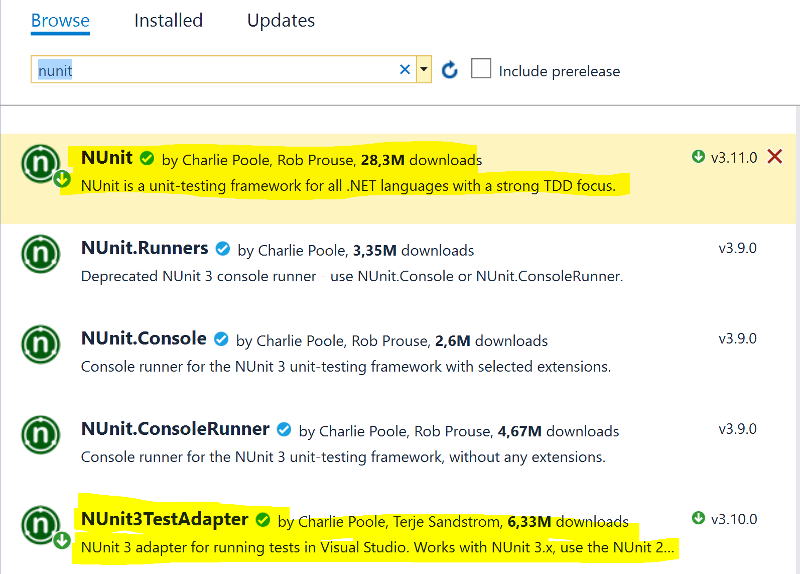 Browse Installed Updates
nunit Include prerelease
NUnit by Charlie Poole, Rob Prouse, 28,3M downloads v3.11.0
NUnit is a unit-testing framework for all .NET languages with a strong TDD focus.
NUnit.Runners by Charlie Poole, 3,35M downloads v3.9.0
Deprecated NUnit 3 console runner use NUnit.Console or NUnit.ConsoleRunner.
NUnit.Console by Charlie Poole, Rob Prouse, 2,6M downloads v3.9.0
Console runner for the NUnit 3 unit-testing framework with selected extensions.
NUnit.ConsoleRunner by Charlie Poole, Rob Prouse, 4,67M downloads v3.9.0
Console runner for the NUnit 3 unit-testing framework, without any extensions.
NUnit3TestAdapter by Charlie Poole, Terje Sandstrom, 6,33M downloads v3.10.0
NUnit 3 adapter for running tests in Visual Studio. Works with NUnit 3.x, use the NUnit 2...